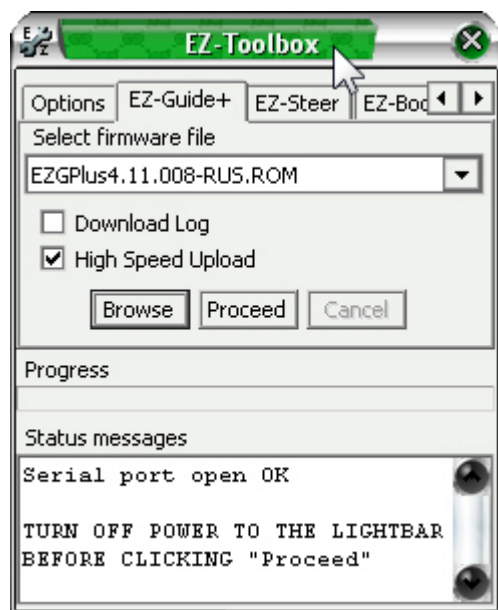 EZ-Toolbox
Options EZ-Guide+ EZ-Steer EZ-Boo
Select firmware file
EZGPlus4.11.008-RUS.ROM
Download Log
High Speed Upload
Browse Proceed Cancel
Progress
Status messages
Serial port open OK
TURN OFF POWER TO THE LIGHTBAR
BEFORE CLICKING "Proceed"